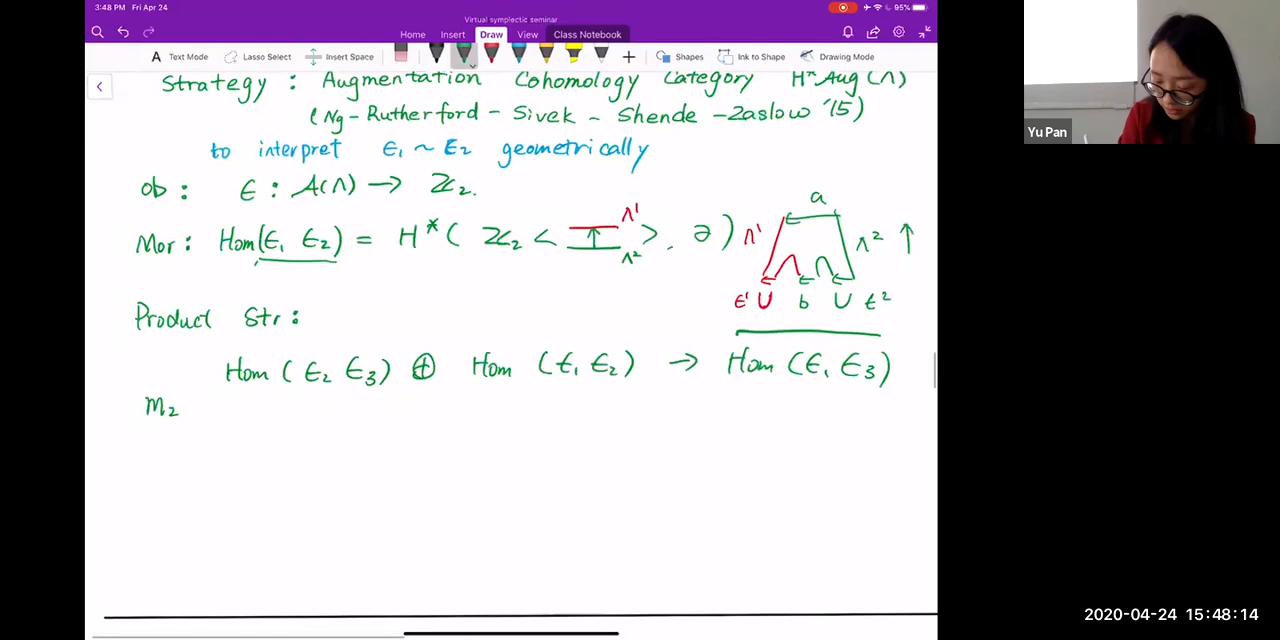 3:48 PM Fri Apr 24
95%
Virtual symplectic seminar
Home Insert Draw View Class Notebook
Text Mode Lasso Select Insert Space Shapes Ink to Shape Drawing Mode
Strategy : Augmentation Cohomology Category H*Aug(Λ)
(Ng - Rutherford - Sivek - Shende - Zaslow '15)
to interpret ϵ₁ ~ ϵ₂ geometrically
ob : ϵ : A(Λ) → ℤ₂.
Mor : Hom(ϵ₁ ϵ₂) = H*( ℤ₂ < ↑ Λ¹ Λ² >, ∂ )
a
Λ¹ Λ² ↑
ϵ¹ b ϵ²
Product Str :
Hom ( ϵ₂ ϵ₃ ) ⊕ Hom ( ϵ₁ ϵ₂ ) → Hom ( ϵ₁ ϵ₃ )
m₂
Yu Pan
2020-04-24 15:48:14